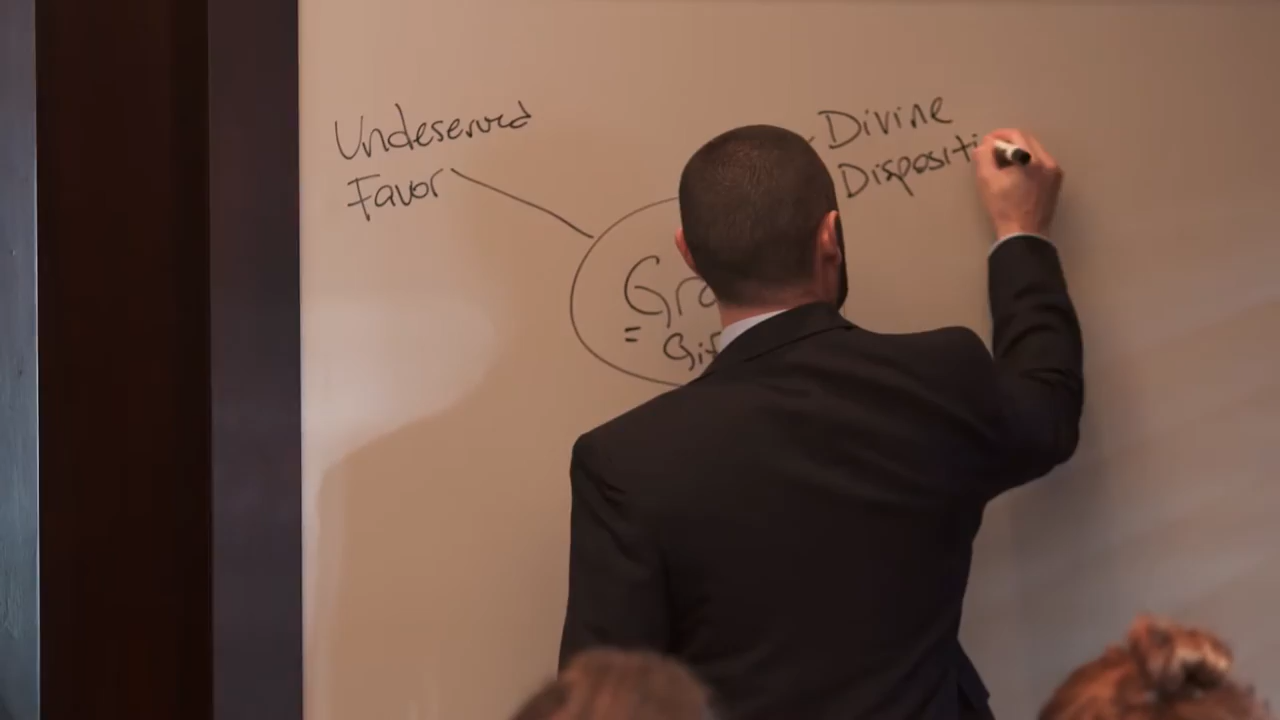 Undeserved
Favor
Divine
Dispositi
Gra
= Gif